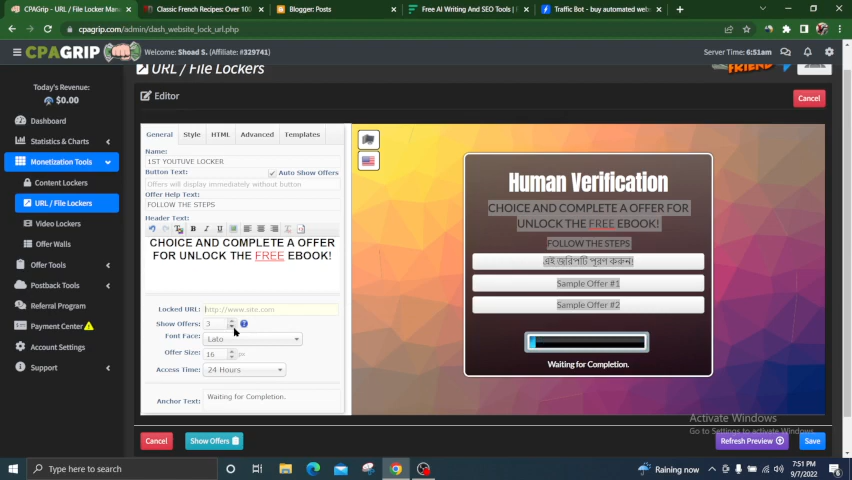 CPAGrip - URL / File Locker Man
Classic French Recipes: Over 100
Blogger: Posts
Free AI Writing And SEO Tools |
Traffic Bot - buy automated web
cpagrip.com/admin/dash_website_lock_url.php
CPAGRIP
Welcome: Shoad S. (Affiliate: #329741)
Server Time: 6:51am
Today's Revenue:
$0.00
Dashboard
Statistics & Charts
Monetization Tools
Content Lockers
URL / File Lockers
Video Lockers
Offer Walls
Offer Tools
Postback Tools
Referral Program
Payment Center
Account Settings
Support
URL / File Lockers
FRIEND
Editor
Cancel
General
Style
HTML
Advanced
Templates
Name:
1ST YOUTUVE LOCKER
Button Text:
Auto Show Offers
Offers will display immediately without button
Offer Help Text:
FOLLOW THE STEPS
Header Text:
B I U
CHOICE AND COMPLETE A OFFER
FOR UNLOCK THE FREE EBOOK!
Locked URL:
http://www.site.com
Show Offers:
3
Font Face:
Lato
Offer Size:
16
px
Access Time:
24 Hours
Anchor Text:
Waiting for Completion.
Human Verification
CHOICE AND COMPLETE A OFFER FOR
UNLOCK THE FREE EBOOK!
FOLLOW THE STEPS
এই জরিপটি পূরণ করুন!
Sample Offer #1
Sample Offer #2
Waiting for Completion.
Activate Windows
Go to Settings to activate Windows.
Cancel
Show Offers
Refresh Preview
Save
Type here to search
Raining now
7:51 PM
9/7/2022
6